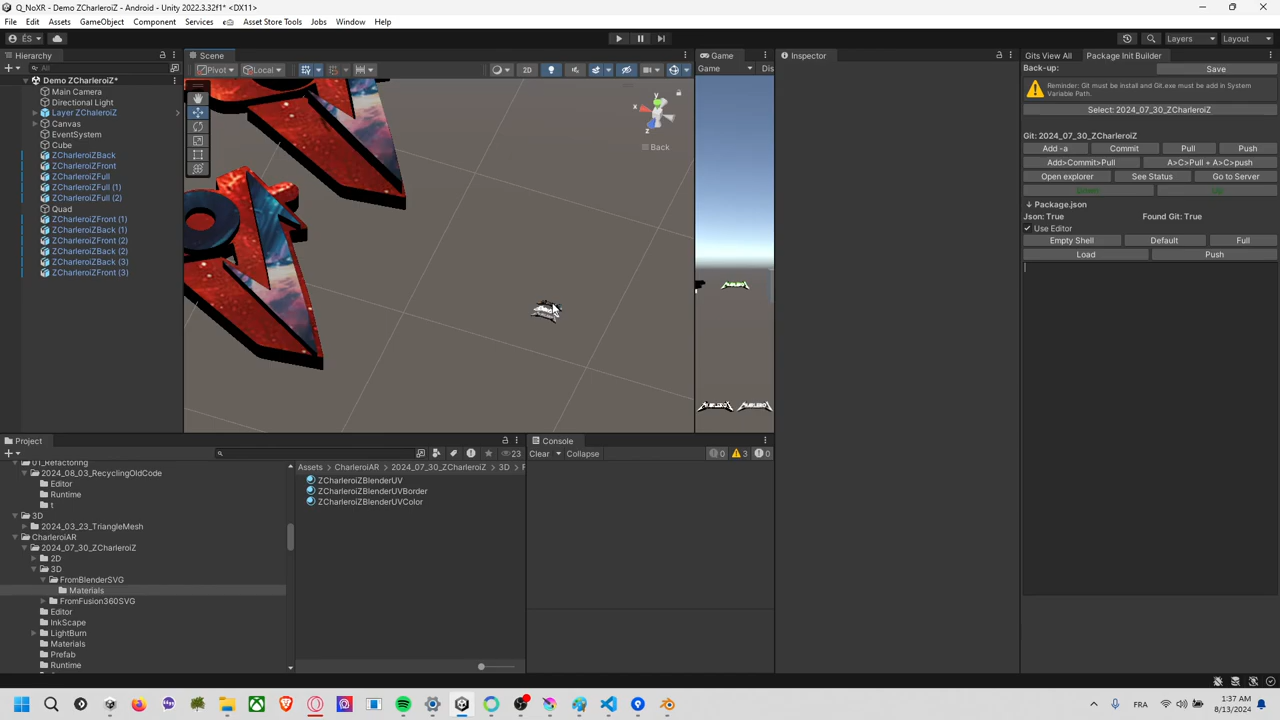 Q_NoXR - Demo ZCharleroiZ - Android - Unity 2022.3.32f1* <DX11>
File Edit Assets GameObject Component Services Asset Store Tools Jobs Window Help
ÉS Layers Layout
Hierarchy
All
Demo ZCharleroiZ*
Main Camera
Directional Light
Layer ZChaleroiZ
Canvas
EventSystem
Cube
ZCharleroiZBack
ZCharleroiZFront
ZCharleroiZFull
ZCharleroiZFull (1)
ZCharleroiZFull (2)
Quad
ZCharleroiZFront (1)
ZCharleroiZBack (1)
ZCharleroiZFront (2)
ZCharleroiZBack (2)
ZCharleroiZBack (3)
ZCharleroiZFront (3)
Scene
Pivot Local 2D
y
x
z
Back
Game
Game Dis
Inspector
Gits View All Package Init Builder
Back-up: Save
Reminder: Git must be install and Git.exe must be add in System Variable Path.
Select: 2024_07_30_ZCharleroiZ
Git: 2024_07_30_ZCharleroiZ
Add -a Commit Pull Push
Add>Commit>Pull A>C>Pull + A>C>push
Open explorer See Status Go to Server
Down Up
↓ Package.json
Json: True Found Git: True
Use Editor
Empty Shell Default Full
Load Push
Project
23
01_Refactoring
2024_08_03_RecyclingOldCode
Editor
Runtime
t
3D
2024_03_23_TriangleMesh
CharleroiAR
2024_07_30_ZCharleroiZ
2D
3D
FromBlenderSVG
Materials
FromFusion360SVG
Editor
InkScape
LightBurn
Materials
Prefab
Runtime
Assets > CharleroiAR > 2024_07_30_ZCharleroiZ > 3D > F
ZCharleroiZBlenderUV
ZCharleroiZBlenderUVBorder
ZCharleroiZBlenderUVColor
Console
Clear Collapse 0 3 0
FRA 1:37 AM
8/13/2024